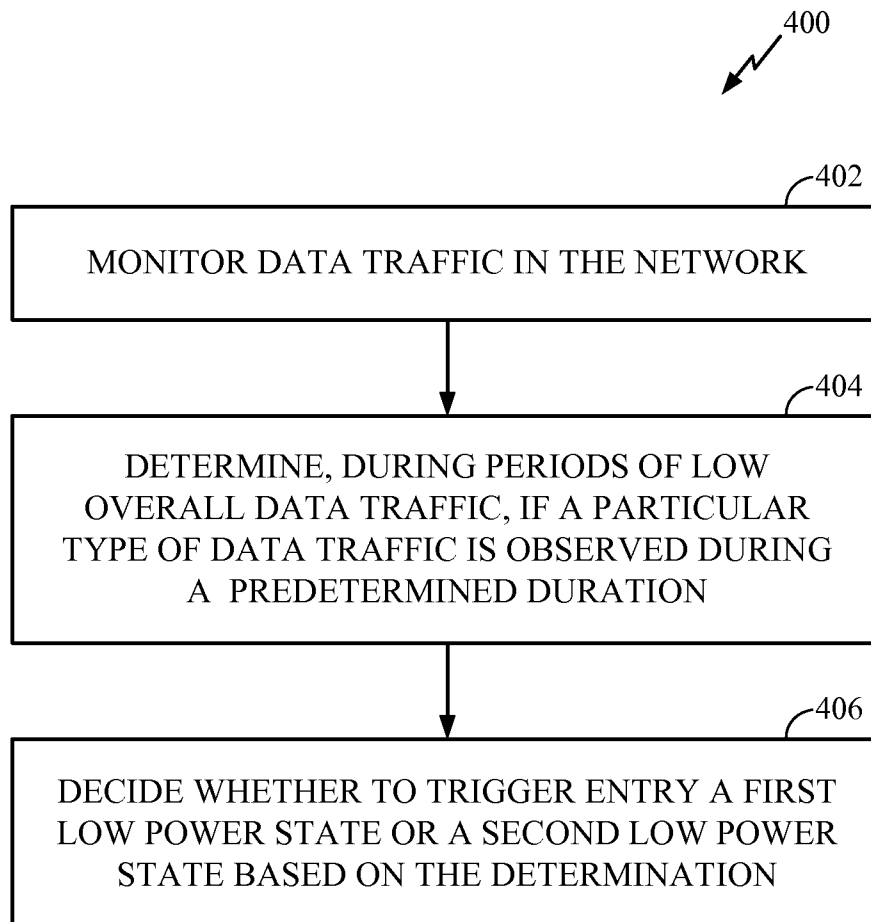 400
402
MONITOR DATA TRAFFIC IN THE NETWORK
404
DETERMINE, DURING PERIODS OF LOW
OVERALL DATA TRAFFIC, IF A PARTICULAR
TYPE OF DATA TRAFFIC IS OBSERVED DURING
A PREDETERMINED DURATION
406
DECIDE WHETHER TO TRIGGER ENTRY A FIRST
LOW POWER STATE OR A SECOND LOW POWER
STATE BASED ON THE DETERMINATION